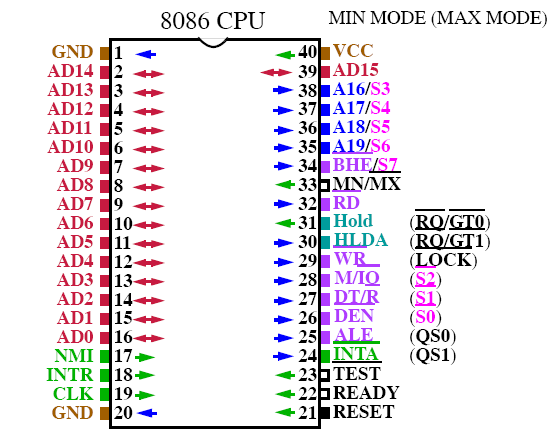 8086 CPU MIN MODE (MAX MODE)
GND 1 40 VCC
AD14 2 39 AD15
AD13 3 38 A16/S3
AD12 4 37 A17/S4
AD11 5 36 A18/S5
AD10 6 35 A19/S6
AD9 7 34 BHE/S7
AD8 8 33 MN/MX
AD7 9 32 RD
AD6 10 31 Hold (RQ/GT0)
AD5 11 30 HLDA (RQ/GT1)
AD4 12 29 WR (LOCK)
AD3 13 28 M/IO (S2)
AD2 14 27 DT/R (S1)
AD1 15 26 DEN (S0)
AD0 16 25 ALE (QS0)
NMI 17 24 INTA (QS1)
INTR 18 23 TEST
CLK 19 22 READY
GND 20 21 RESET